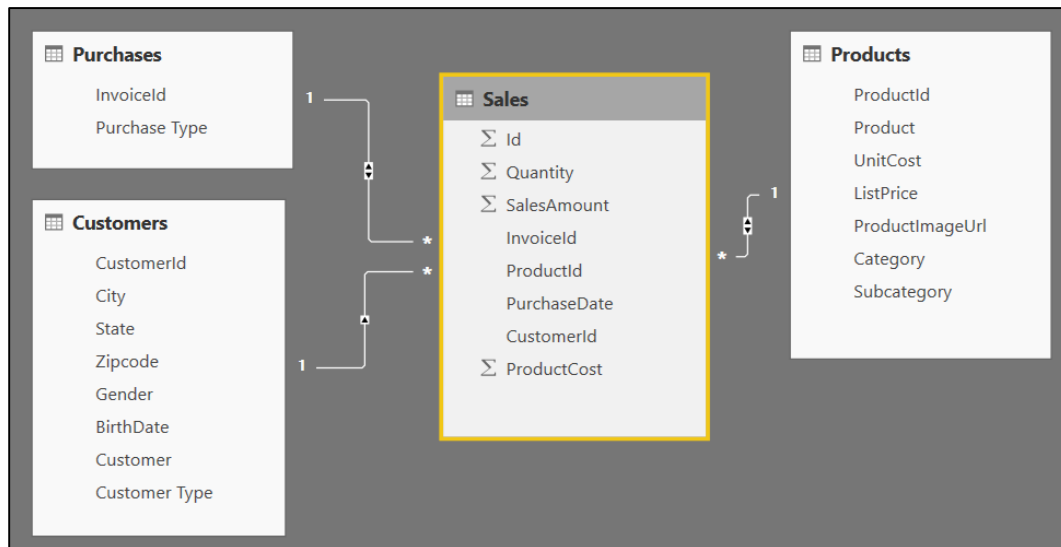 Purchases
InvoiceId
Purchase Type
Customers
CustomerId
City
State
Zipcode
Gender
BirthDate
Customer
Customer Type
1
*
*
1
Sales
Σ Id
Σ Quantity
Σ SalesAmount
InvoiceId
ProductId
PurchaseDate
CustomerId
Σ ProductCost
*
1
Products
ProductId
Product
UnitCost
ListPrice
ProductImageUrl
Category
Subcategory